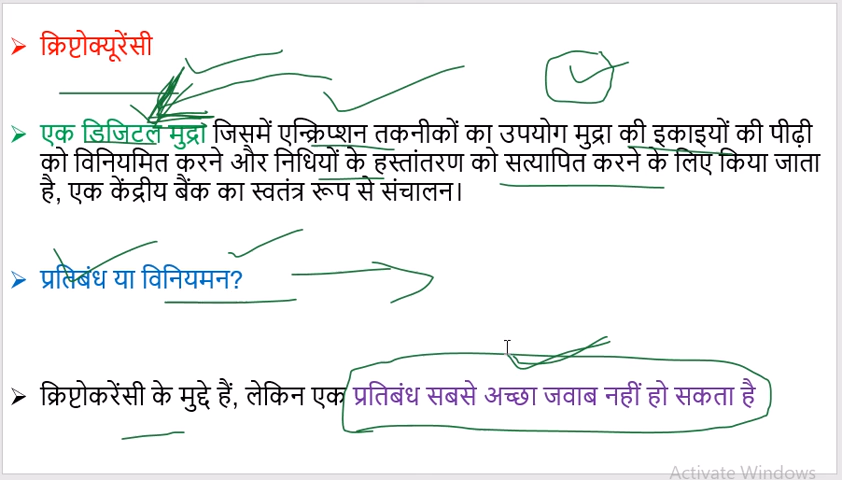 ➢ क्रिप्टोक्यूरेंसी
➢ एक डिजिटल मुद्रा जिसमें एन्क्रिप्शन तकनीकों का उपयोग मुद्रा की इकाइयों की पीढ़ी
को विनियमित करने और निधियों के हस्तांतरण को सत्यापित करने के लिए किया जाता
है, एक केंद्रीय बैंक का स्वतंत्र रूप से संचालन।
➢ प्रतिबंध या विनियमन?
➢ क्रिप्टोकरेंसी के मुद्दे हैं, लेकिन एक प्रतिबंध सबसे अच्छा जवाब नहीं हो सकता है
Activate Windows